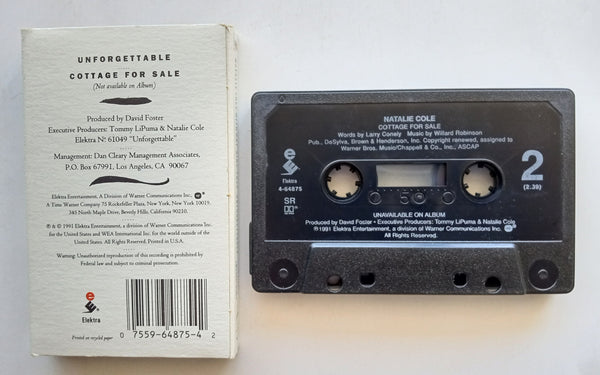 UNFORGETTABLE
COTTAGE FOR SALE
(Not available on Album)
Produced by David Foster
Executive Producers: Tommy LiPuma & Natalie Cole
Elektra Nº 61049 "Unforgettable"
Management: Dan Cleary Management Associates,
P.O. Box 67991, Los Angeles, CA 90067
Elektra Entertainment, A Division of Warner Communications Inc.,
A Time Warner Company 75 Rockefeller Plaza, New York, New York 10019.
345 North Maple Drive, Beverly Hills, California 90210.
℗ & © 1991 Elektra Entertainment, a division of Warner Communications Inc. for
the United States and WEA International Inc. for the world outside of the
United States. All Rights Reserved. Printed in U.S.A.
Warning: Unauthorized reproduction of this recording is prohibited by
Federal law and subject to criminal prosecution.
Elektra
Printed on recycled paper
0 7559-64875-4 2
NATALIE COLE
COTTAGE FOR SALE
Words by Larry Conely Music by Willard Robinson
Pub., DeSylva, Brown & Henderson, Inc. Copyright renewed, assigned to
Warner Bros. Music/Chappell & Co., Inc., ASCAP
Elektra
4-64875
SR
2
(2:39)
UNAVAILABLE ON ALBUM
Produced by David Foster • Executive Producers: Tommy LiPuma & Natalie Cole
℗©1991 Elektra Entertainment, a division of Warner Communications Inc.
All Rights Reserved.